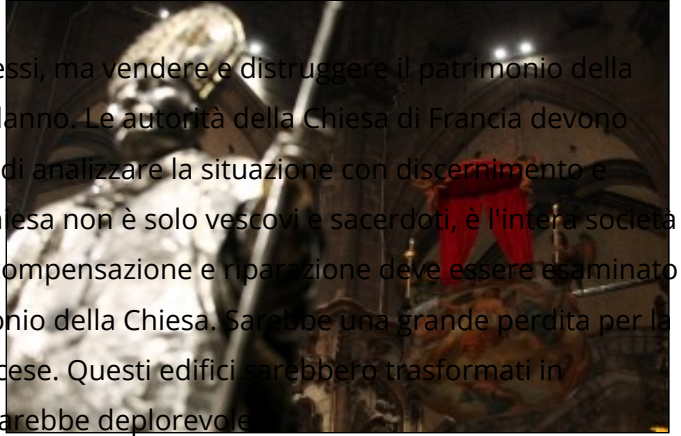 essi, ma vendere e distruggere il patrimonio della
danno. Le autorità della Chiesa di Francia devono
di analizzare la situazione con discernimento e
hiesa non è solo vescovi e sacerdoti, è l'intera società
ompensazione e riparazione deve essere esaminato
onio della Chiesa. Sarebbe una grande perdita per la
cese. Questi edifici sarebbero trasformati in
arebbe deplorevole